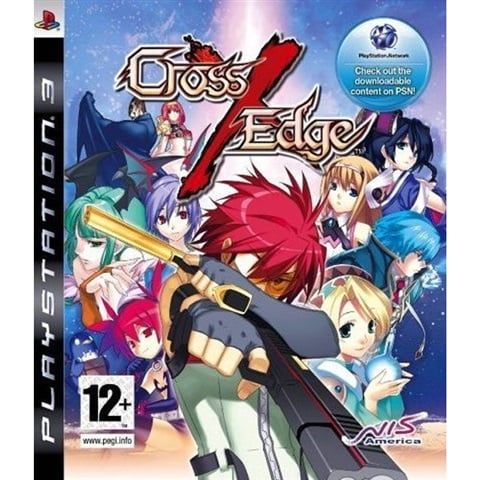 PLAYSTATION 3
PlayStation Network
Check out the
downloadable
content on PSN!
Cross
Edge
TM
12+
www.pegi.info
NIS
America